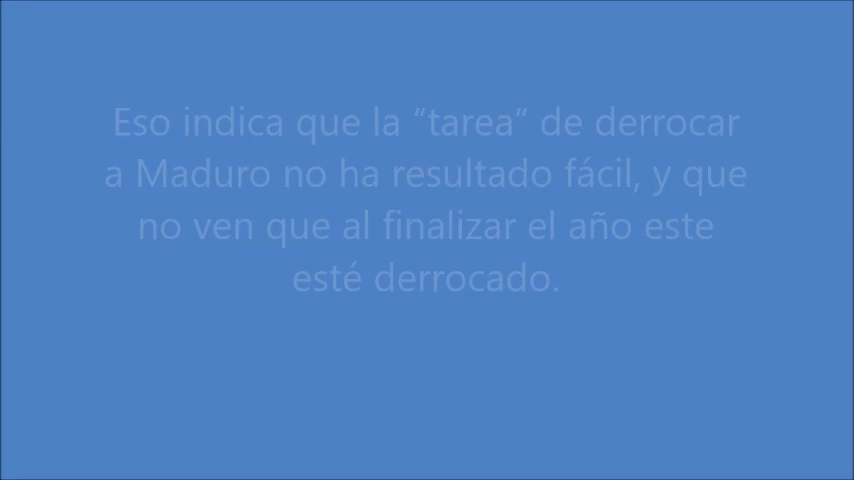 Eso indica que la “tarea” de derrocar
a Maduro no ha resultado fácil, y que
no ven que al finalizar el año este
esté derrocado.